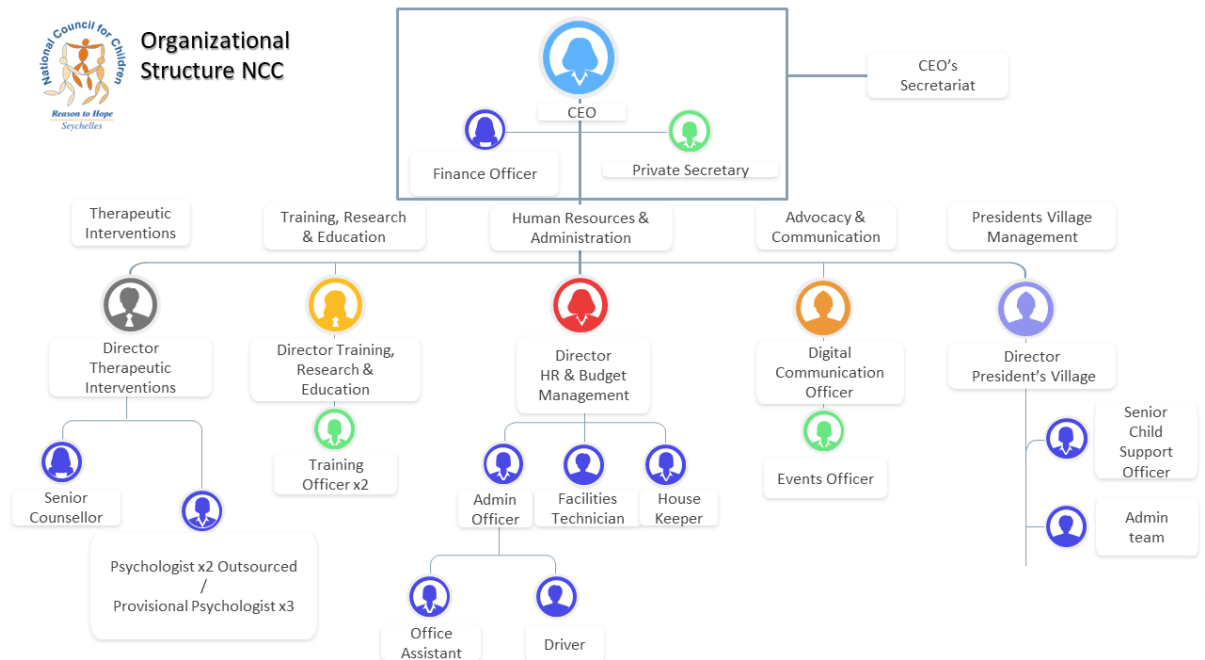 National Council for Children
Reason to Hope
Seychelles
Organizational
Structure NCC
CEO
CEO's
Secretariat
Finance Officer
Private Secretary
Therapeutic
Interventions
Training, Research
& Education
Human Resources &
Administration
Advocacy &
Communication
Presidents Village
Management
Director
Therapeutic
Interventions
Director Training,
Research &
Education
Director
HR & Budget
Management
Digital
Communication
Officer
Director
President's Village
Senior
Counsellor
Psychologist x2 Outsourced
/
Provisional Psychologist x3
Training
Officer x2
Admin
Officer
Facilities
Technician
House
Keeper
Office
Assistant
Driver
Events Officer
Senior
Child
Support
Officer
Admin
team